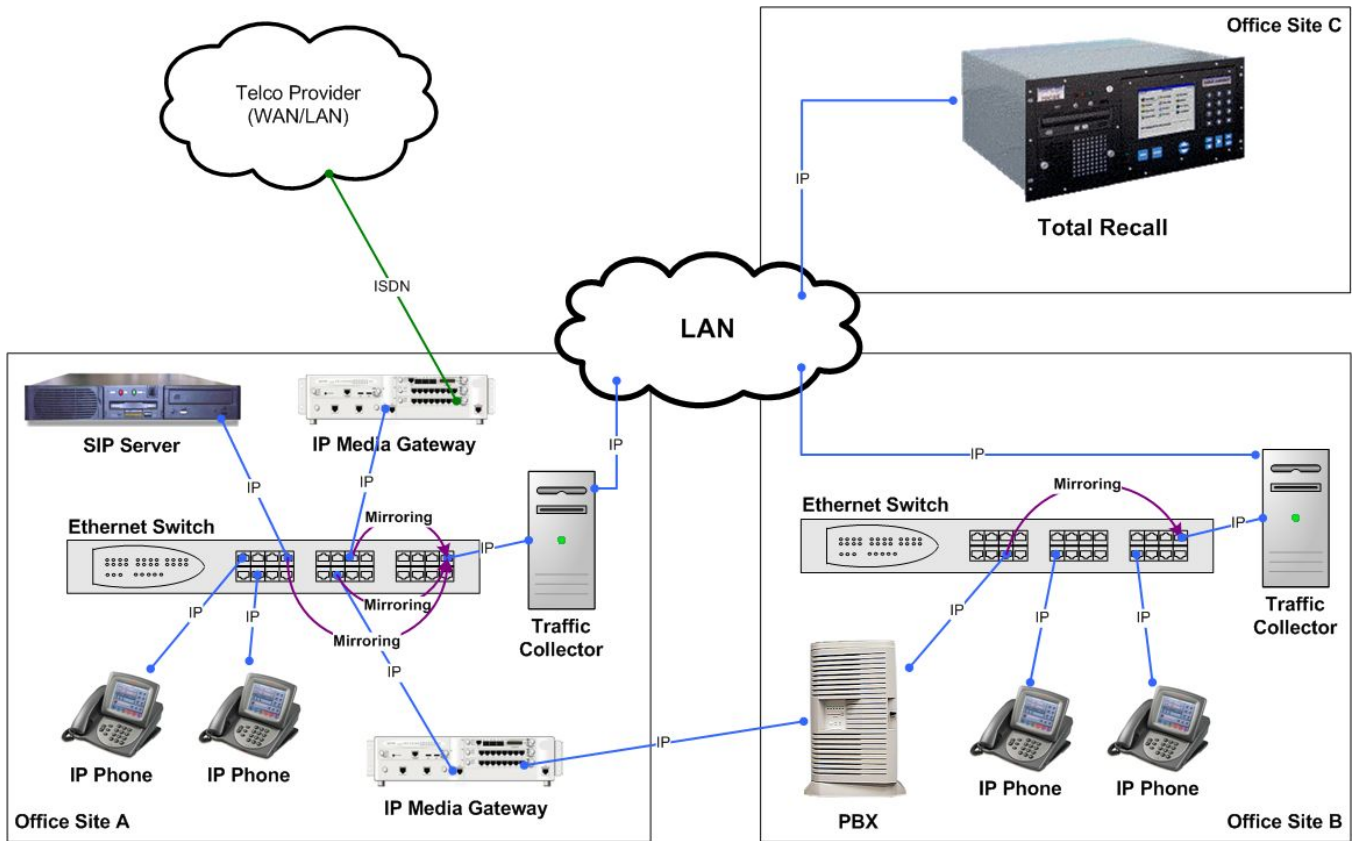 Office Site C
Telco Provider
(WAN/LAN)
IP
Total Recall
ISDN
LAN
SIP Server
IP Media Gateway
IP
IP
IP
IP
Mirroring
Mirroring
Ethernet Switch
Ethernet Switch
Mirroring
IP
IP
Traffic
Collector
Traffic
Collector
IP
IP
Mirroring
IP
IP
IP
IP
IP Phone
IP Phone
IP
IP Media Gateway
IP Phone
IP Phone
PBX
Office Site A
Office Site B